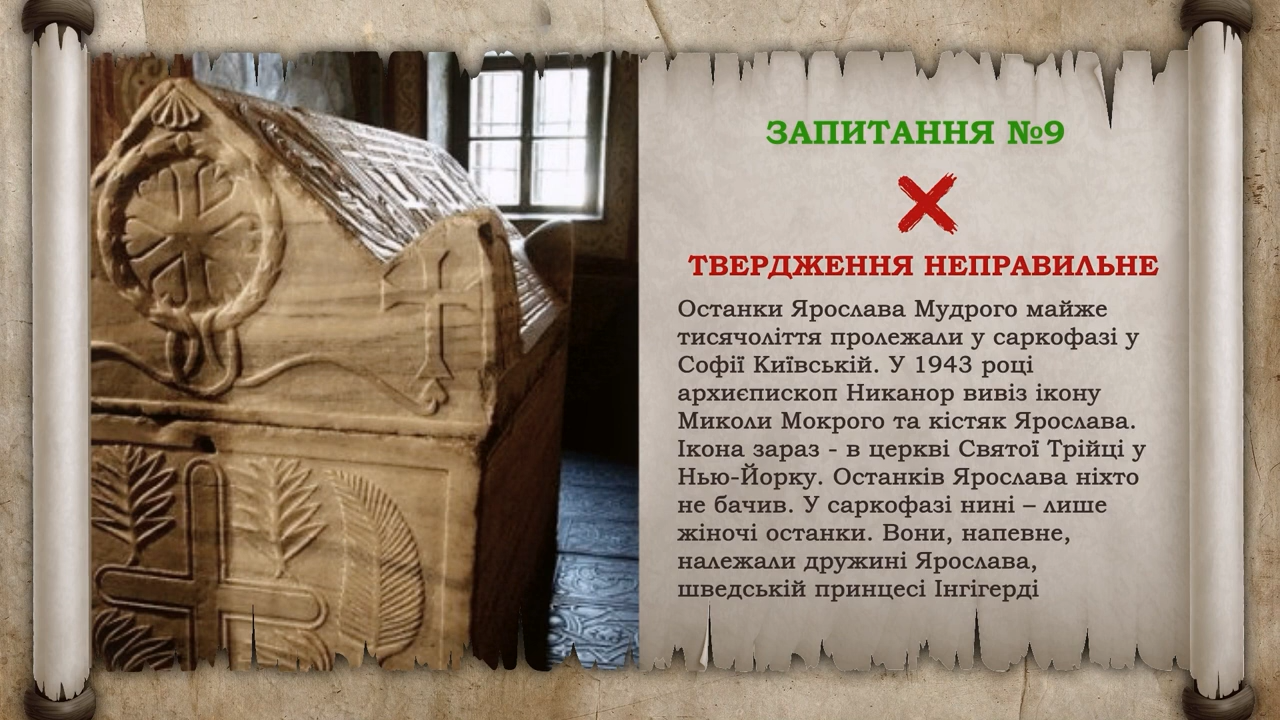 ЗАПИТАННЯ №9
ТВЕРДЖЕННЯ НЕПРАВИЛЬНЕ
Останки Ярослава Мудрого майже
тисячоліття пролежали у саркофазі у
Софії Київській. У 1943 році
архиєпископ Никанор вивіз ікону
Миколи Мокрого та кістяк Ярослава.
Ікона зараз - в церкві Святої Трійці у
Нью-Йорку. Останків Ярослава ніхто
не бачив. У саркофазі нині – лише
жіночі останки. Вони, напевне,
належали дружині Ярослава,
шведській принцесі Інгігерді